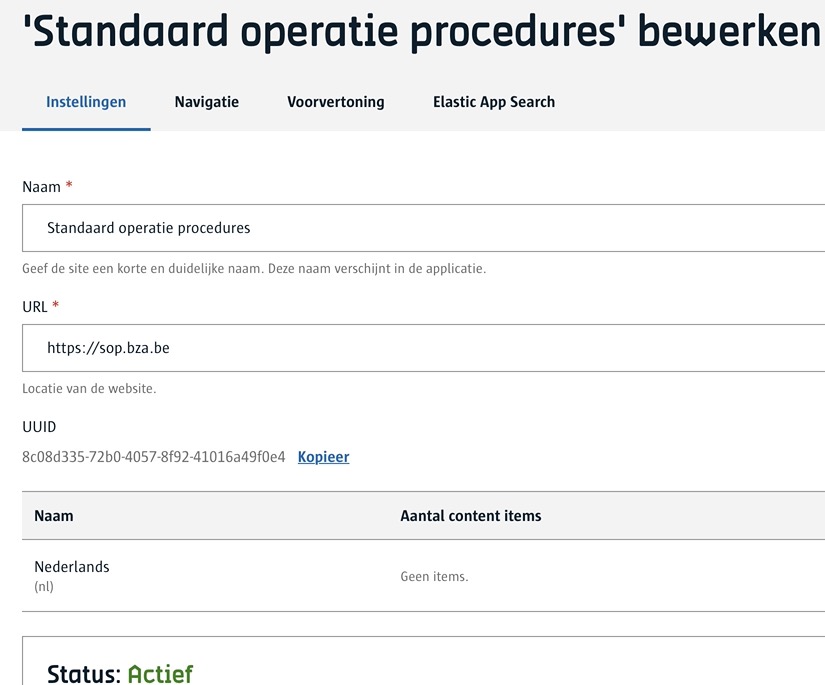 'Standaard operatie procedures' bewerken
Instellingen Navigatie Voorvertoning Elastic App Search
Naam *
Standaard operatie procedures
Geef de site een korte en duidelijke naam. Deze naam verschijnt in de applicatie.
URL *
https://sop.bza.be
Locatie van de website.
UUID
8c08d335-72b0-4057-8f92-41016a49f0e4 Kopieer
Naam Aantal content items
Nederlands
(nl)
Geen items.
Status: Actief